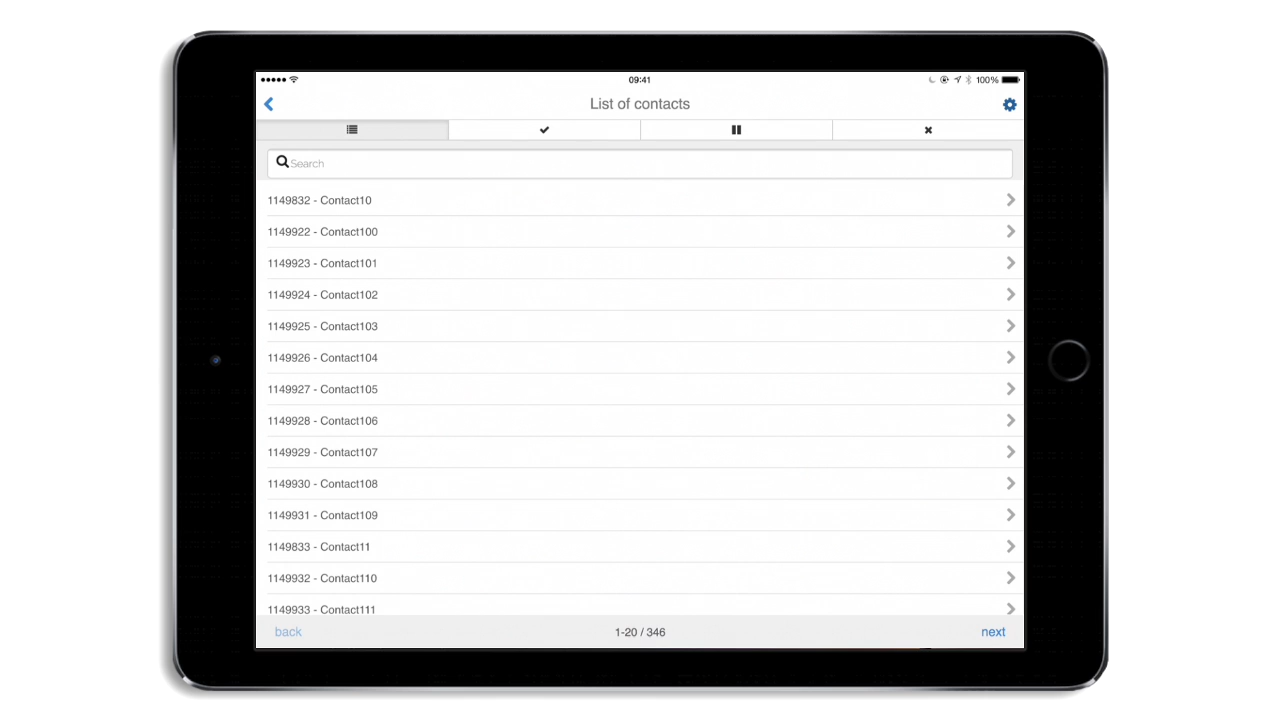 09:41
100%
List of contacts
Search
1149832 - Contact10
1149922 - Contact100
1149923 - Contact101
1149924 - Contact102
1149925 - Contact103
1149926 - Contact104
1149927 - Contact105
1149928 - Contact106
1149929 - Contact107
1149930 - Contact108
1149931 - Contact109
1149833 - Contact11
1149932 - Contact110
1149933 - Contact111
back
1-20 / 346
next